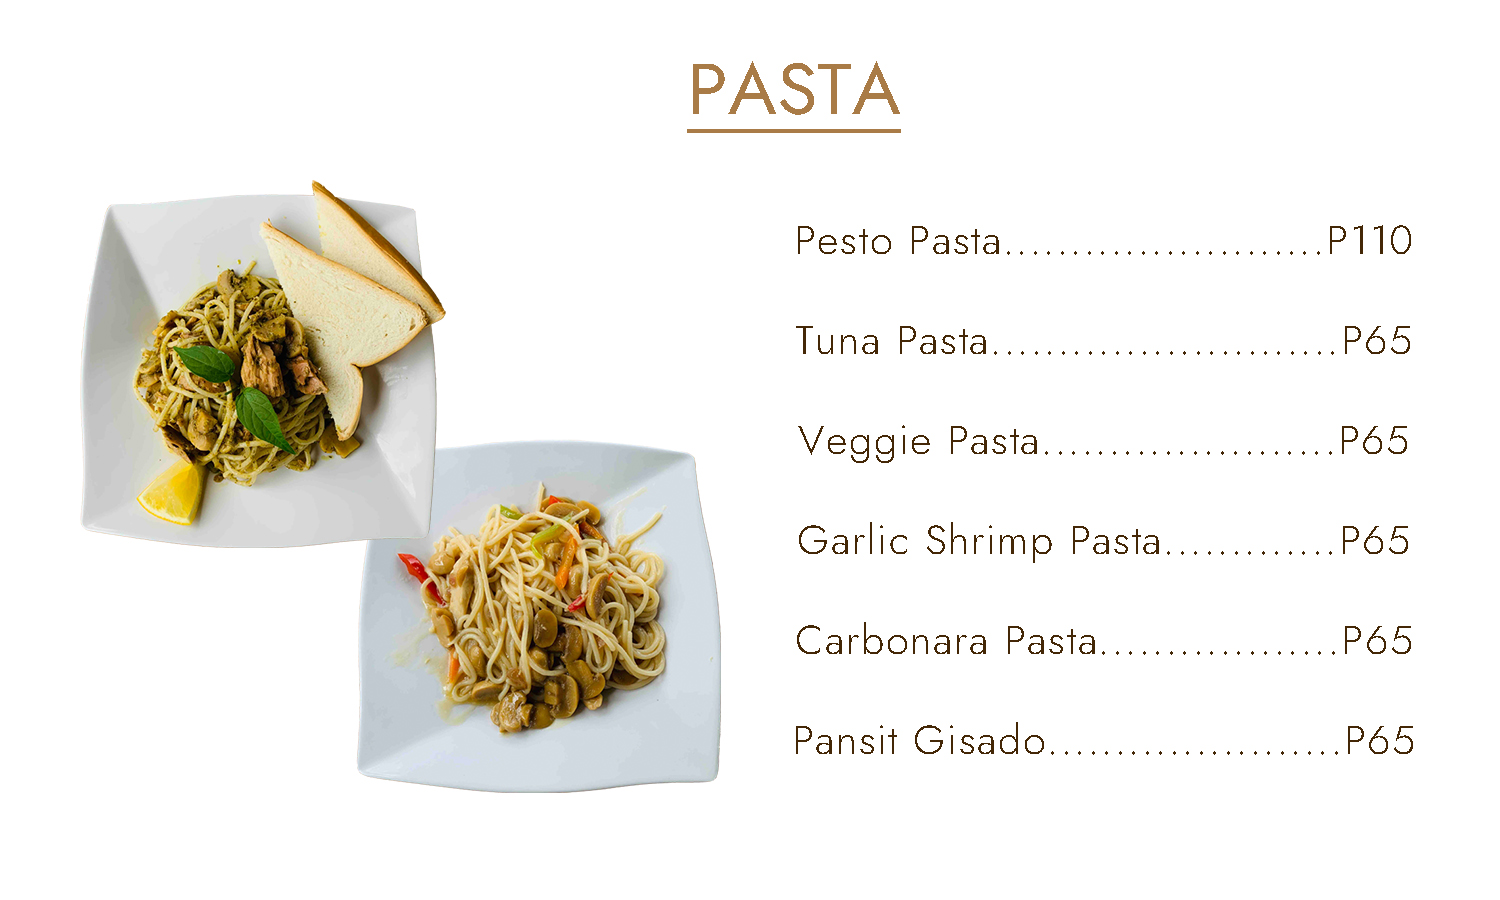 PASTA
Pesto Pasta........................P110
Tuna Pasta..........................P65
Veggie Pasta......................P65
Garlic Shrimp Pasta.............P65
Carbonara Pasta..................P65
Pansit Gisado......................P65